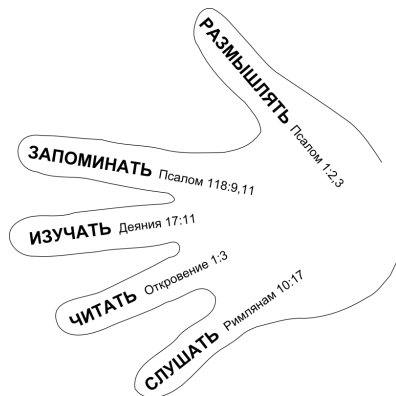 РАЗМЫШЛЯТЬ Псалом 1:2,3
ЗАПОМИНАТЬ Псалом 118:9,11
ИЗУЧАТЬ Деяния 17:11
ЧИТАТЬ Откровение 1:3
СЛУШАТЬ Римлянам 10:17